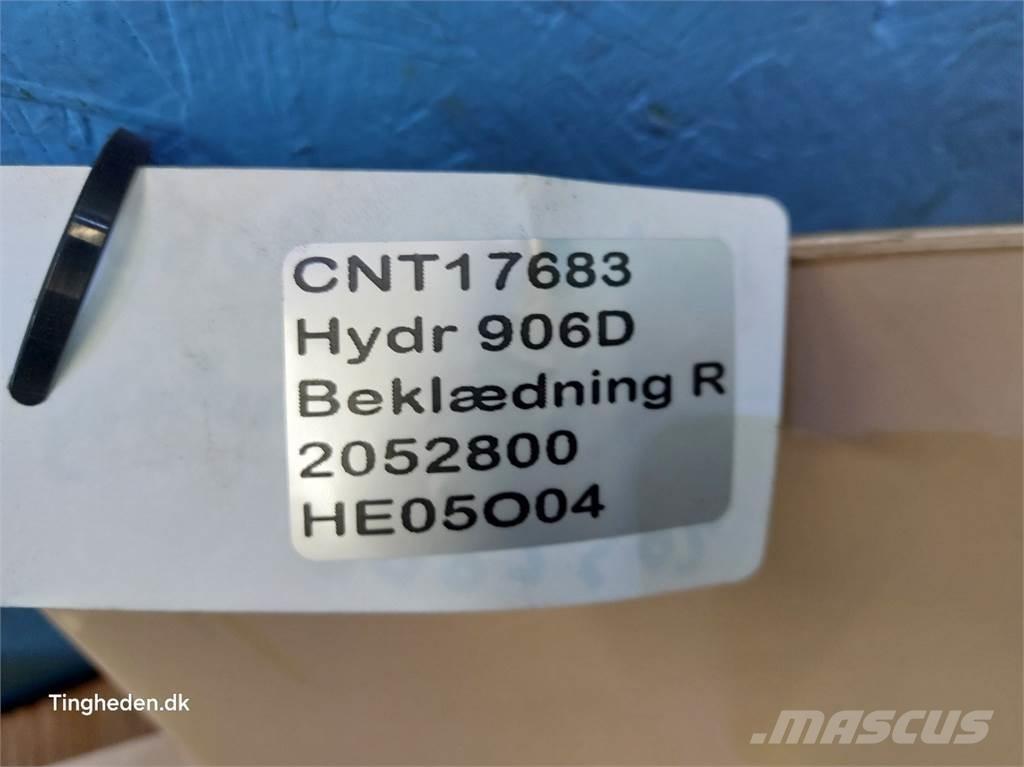 CNT17683
Hydr 906D
Beklædning R
2052800
HE05O04
Tingheden.dk
MASCUS